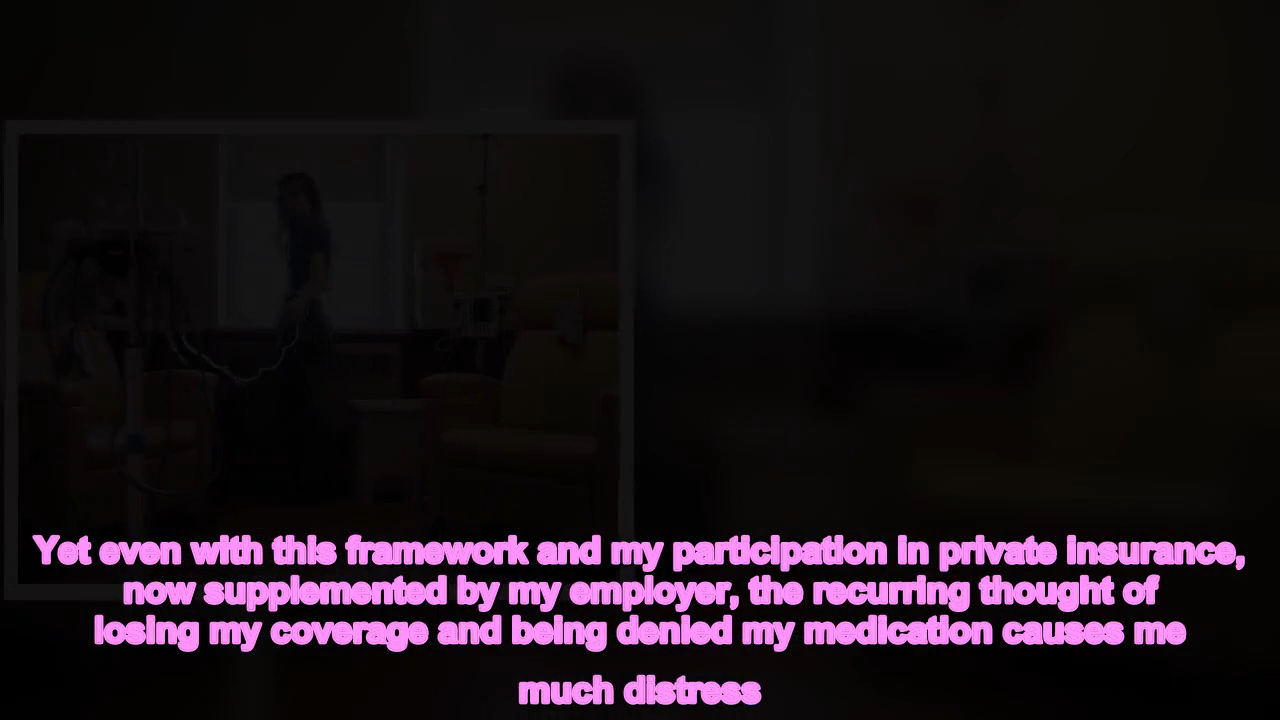 Yet even with this framework and my participation in private insurance,
now supplemented by my employer, the recurring thought of
losing my coverage and being denied my medication causes me
much distress